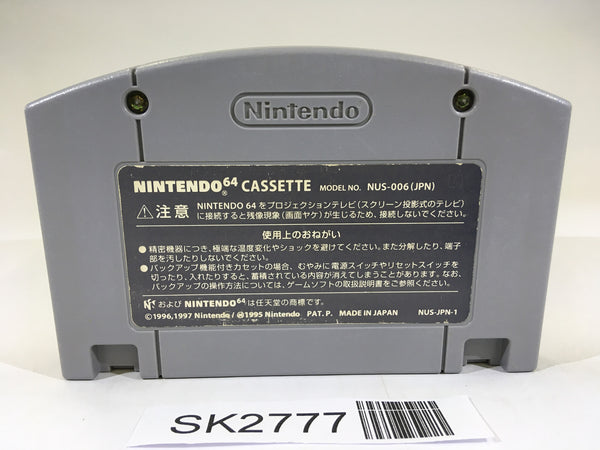 Nintendo
NINTENDO64 CASSETTE MODEL NO. NUS-006(JPN)
®
⚠注意 NINTENDO 64 をプロジェクションテレビ(スクリーン投影式のテレビ)
に接続すると残像現象(画面ヤケ)が生じるため、接続しないでください。
使用上のおねがい
●精密機器につき、極端な温度変化やショックを避けてください。また分解したり、端子
部を汚したりしないでください。
●バックアップ機能付きカセットの場合、むやみに電源スイッチやリセットスイッチを
切ったり、入れたりすると、蓄積されている内容が消えてしまうことがあります。なお、
バックアップの操作方法については、ゲームソフトの取扱説明書をご参照ください。
および NINTENDO64 は任天堂の商標です。
©1996,1997 Nintendo / Ⓜ1995 Nintendo PAT. P. MADE IN JAPAN NUS-JPN-1
SK2777